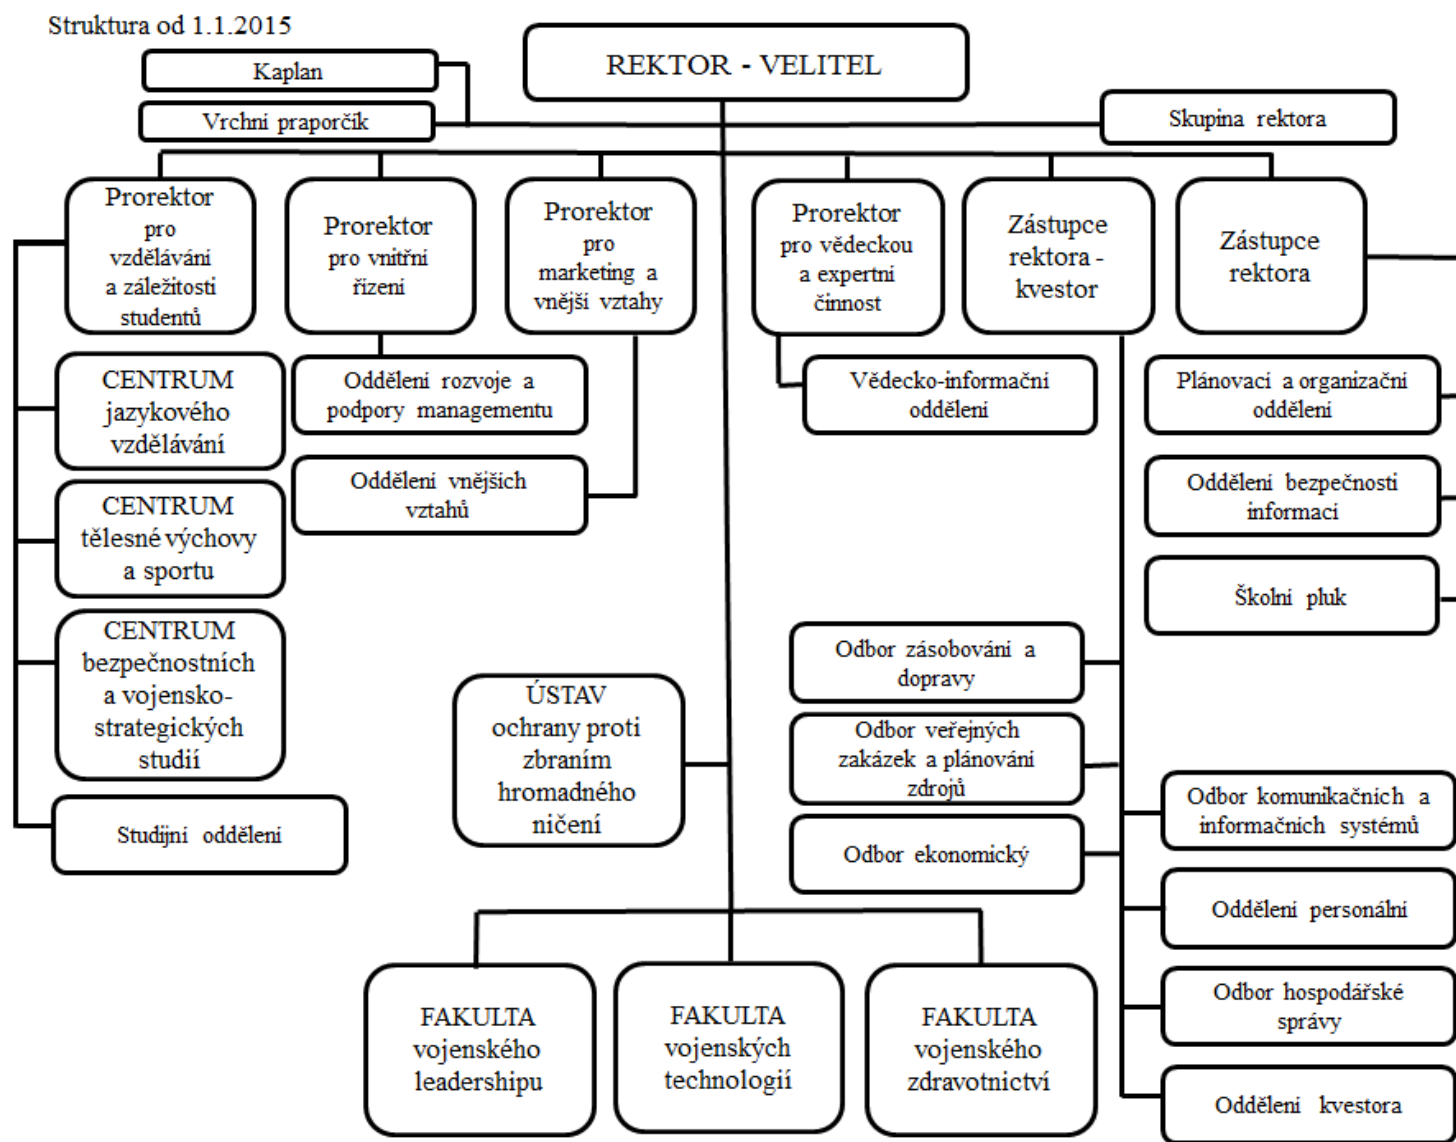 Struktura od 1.1.2015
REKTOR - VELITEL
Kaplan
Vrchní praporčík
Skupina rektora
Prorektor
pro
vzdělávání
a záležitosti
studentů
Prorektor
pro vnitřní
řízení
Prorektor
pro
marketing a
vnější vztahy
Prorektor
pro vědeckou
a expertní
činnost
Zástupce
rektora -
kvestor
Zástupce
rektora
CENTRUM
jazykového
vzdělávání
CENTRUM
tělesné výchovy
a sportu
CENTRUM
bezpečnostních
a vojensko-
strategických
studií
Studijní oddělení
Oddělení rozvoje a
podpory managementu
Oddělení vnějších
vztahů
Vědecko-informační
oddělení
Plánovací a organizační
oddělení
Oddělení bezpečnosti
informací
Školní pluk
ÚSTAV
ochrany proti
zbraním
hromadného
ničení
Odbor zásobování a
dopravy
Odbor veřejných
zakázek a plánování
zdrojů
Odbor ekonomický
Odbor komunikačních a
informačních systémů
Oddělení personální
Odbor hospodářské
správy
Oddělení kvestora
FAKULTA
vojenského
leadershipu
FAKULTA
vojenských
technologií
FAKULTA
vojenského
zdravotnictví